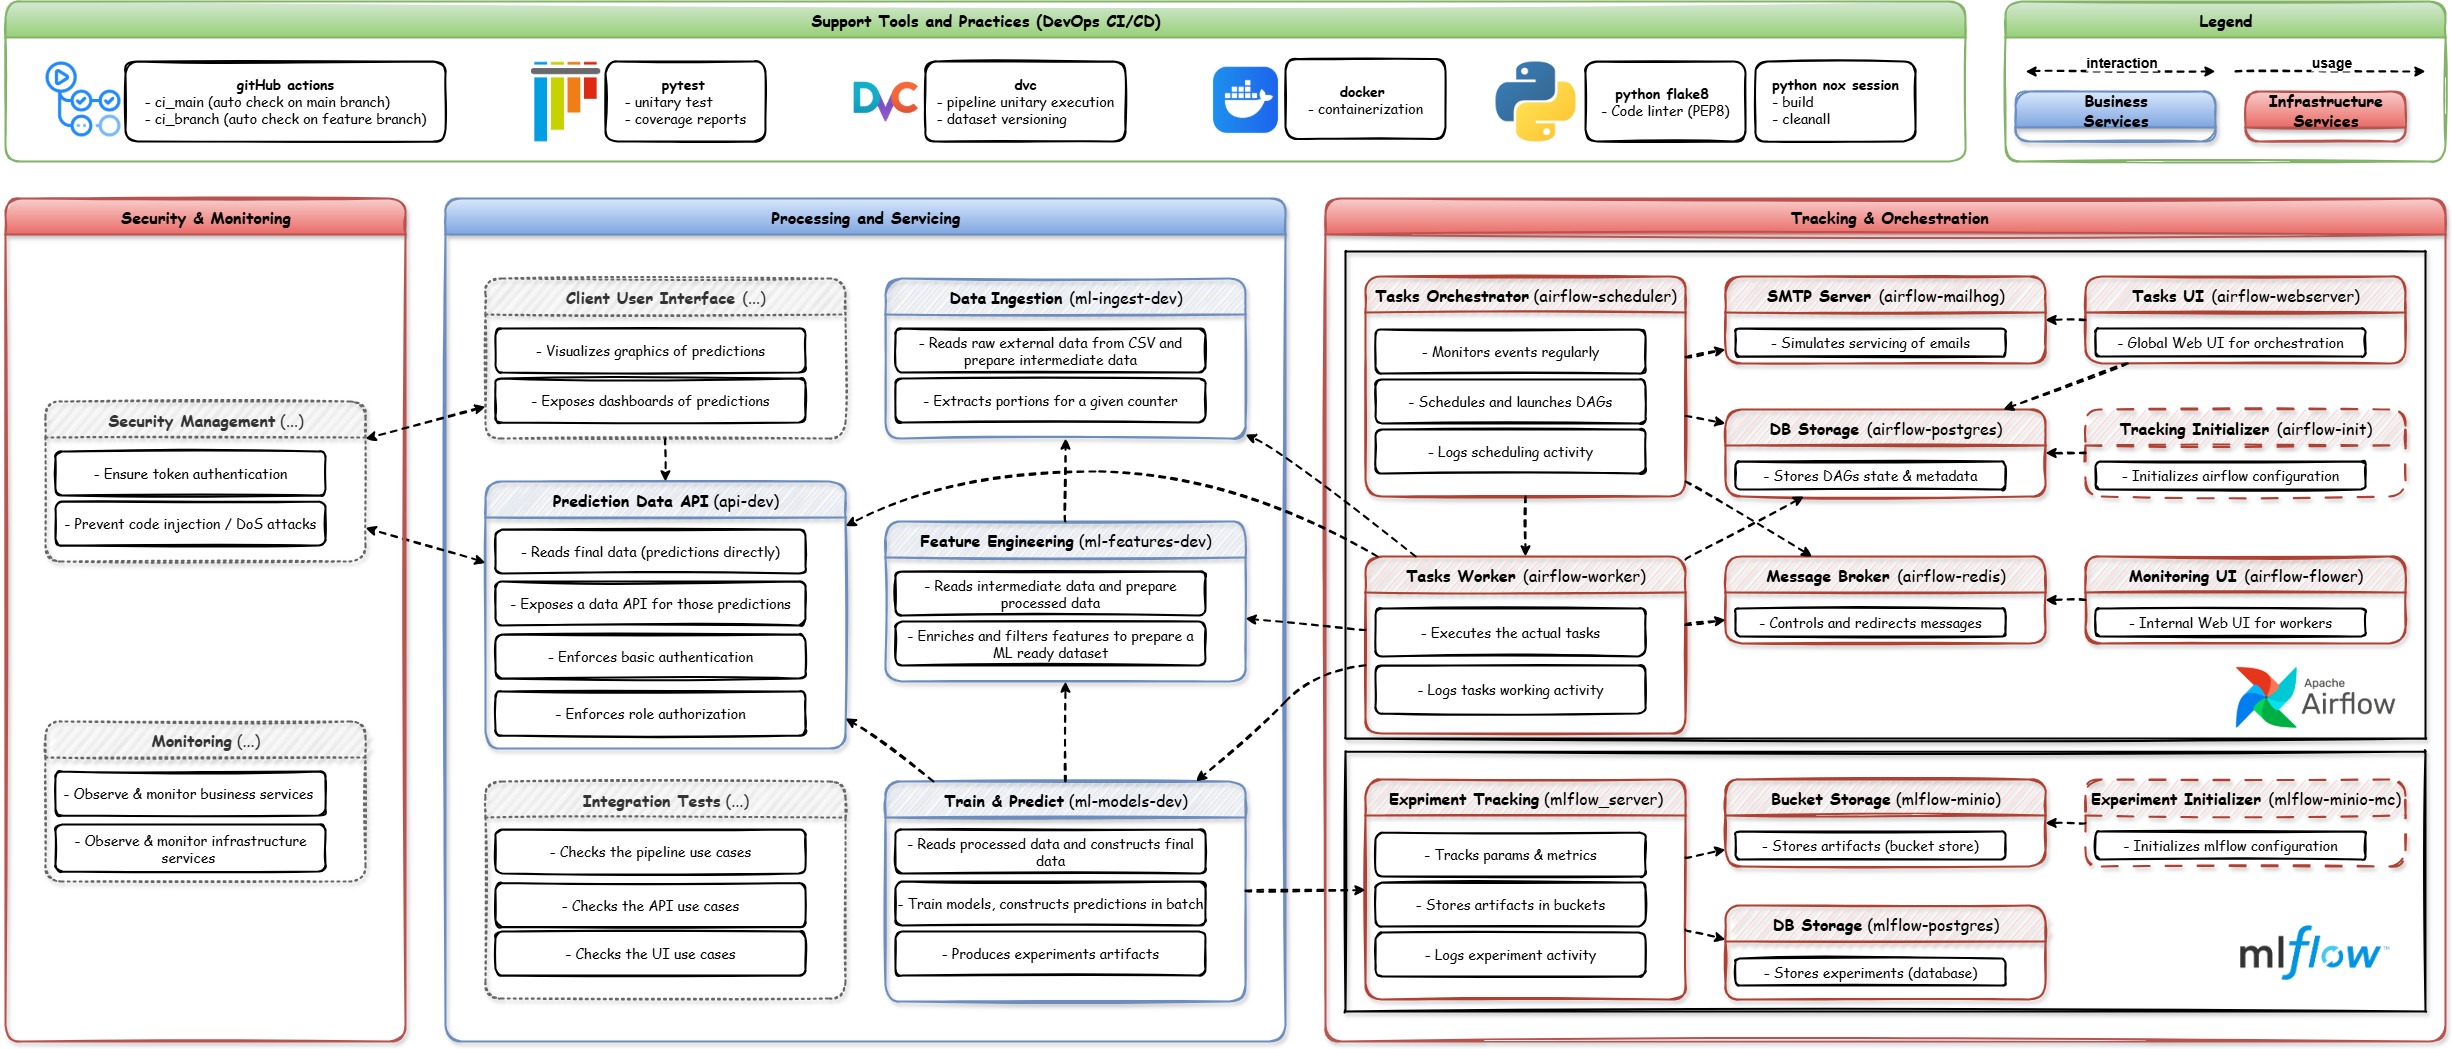 Support Tools and Practices (DevOps CI/CD)
gitHub actions
- ci_main (auto check on main branch)
- ci_branch (auto check on feature branch)
pytest
- unitary test
- coverage reports
DVC
dvc
- pipeline unitary execution
- dataset versioning
docker
- containerization
python flake8
- Code linter (PEP8)
python nox session
- build
- cleanall
Legend
interaction
usage
Business
Services
Infrastructure
Services
Security & Monitoring
Security Management (...)
- Ensure token authentication
- Prevent code injection / DoS attacks
Monitoring (...)
- Observe & monitor business services
- Observe & monitor infrastructure
services
Processing and Servicing
Client User Interface (...)
- Visualizes graphics of predictions
- Exposes dashboards of predictions
Prediction Data API (api-dev)
- Reads final data (predictions directly)
- Exposes a data API for those predictions
- Enforces basic authentication
- Enforces role authorization
Integration Tests (...)
- Checks the pipeline use cases
- Checks the API use cases
- Checks the UI use cases
Data Ingestion (ml-ingest-dev)
- Reads raw external data from CSV and
prepare intermediate data
- Extracts portions for a given counter
Feature Engineering (ml-features-dev)
- Reads intermediate data and prepare
processed data
- Enriches and filters features to prepare a
ML ready dataset
Train & Predict (ml-models-dev)
- Reads processed data and constructs final
data
- Train models, constructs predictions in batch
- Produces experiments artifacts
Tracking & Orchestration
Tasks Orchestrator (airflow-scheduler)
- Monitors events regularly
- Schedules and launches DAGs
- Logs scheduling activity
SMTP Server (airflow-mailhog)
- Simulates servicing of emails
Tasks UI (airflow-webserver)
- Global Web UI for orchestration
DB Storage (airflow-postgres)
- Stores DAGs state & metadata
Tracking Initializer (airflow-init)
- Initializes airflow configuration
Tasks Worker (airflow-worker)
- Executes the actual tasks
- Logs tasks working activity
Message Broker (airflow-redis)
- Controls and redirects messages
Monitoring UI (airflow-flower)
- Internal Web UI for workers
Apache
Airflow
Expriment Tracking (mlflow_server)
- Tracks params & metrics
- Stores artifacts in buckets
- Logs experiment activity
Bucket Storage (mlflow-minio)
- Stores artifacts (bucket store)
Experiment Initializer (mlflow-minio-mc)
- Initializes mlflow configuration
DB Storage (mlflow-postgres)
- Stores experiments (database)
mlflow™